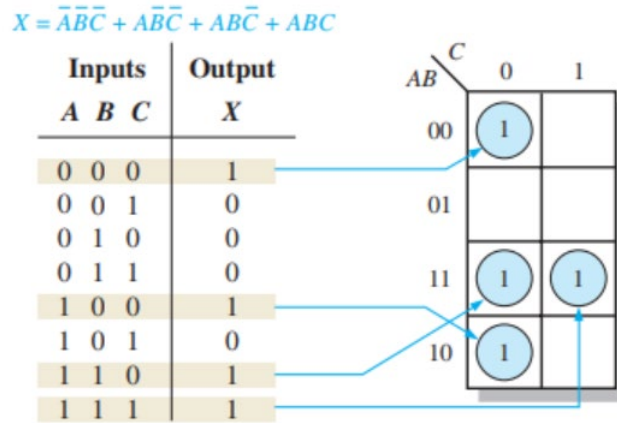 X = A̅B̅C̅ + AB̅C̅ + ABC̅ + ABC
Inputs Output
A B C X
0 0 0 1
0 0 1 0
0 1 0 0
0 1 1 0
1 0 0 1
1 0 1 0
1 1 0 1
1 1 1 1
C
AB 0 1
00 1
01
11 1 1
10 1